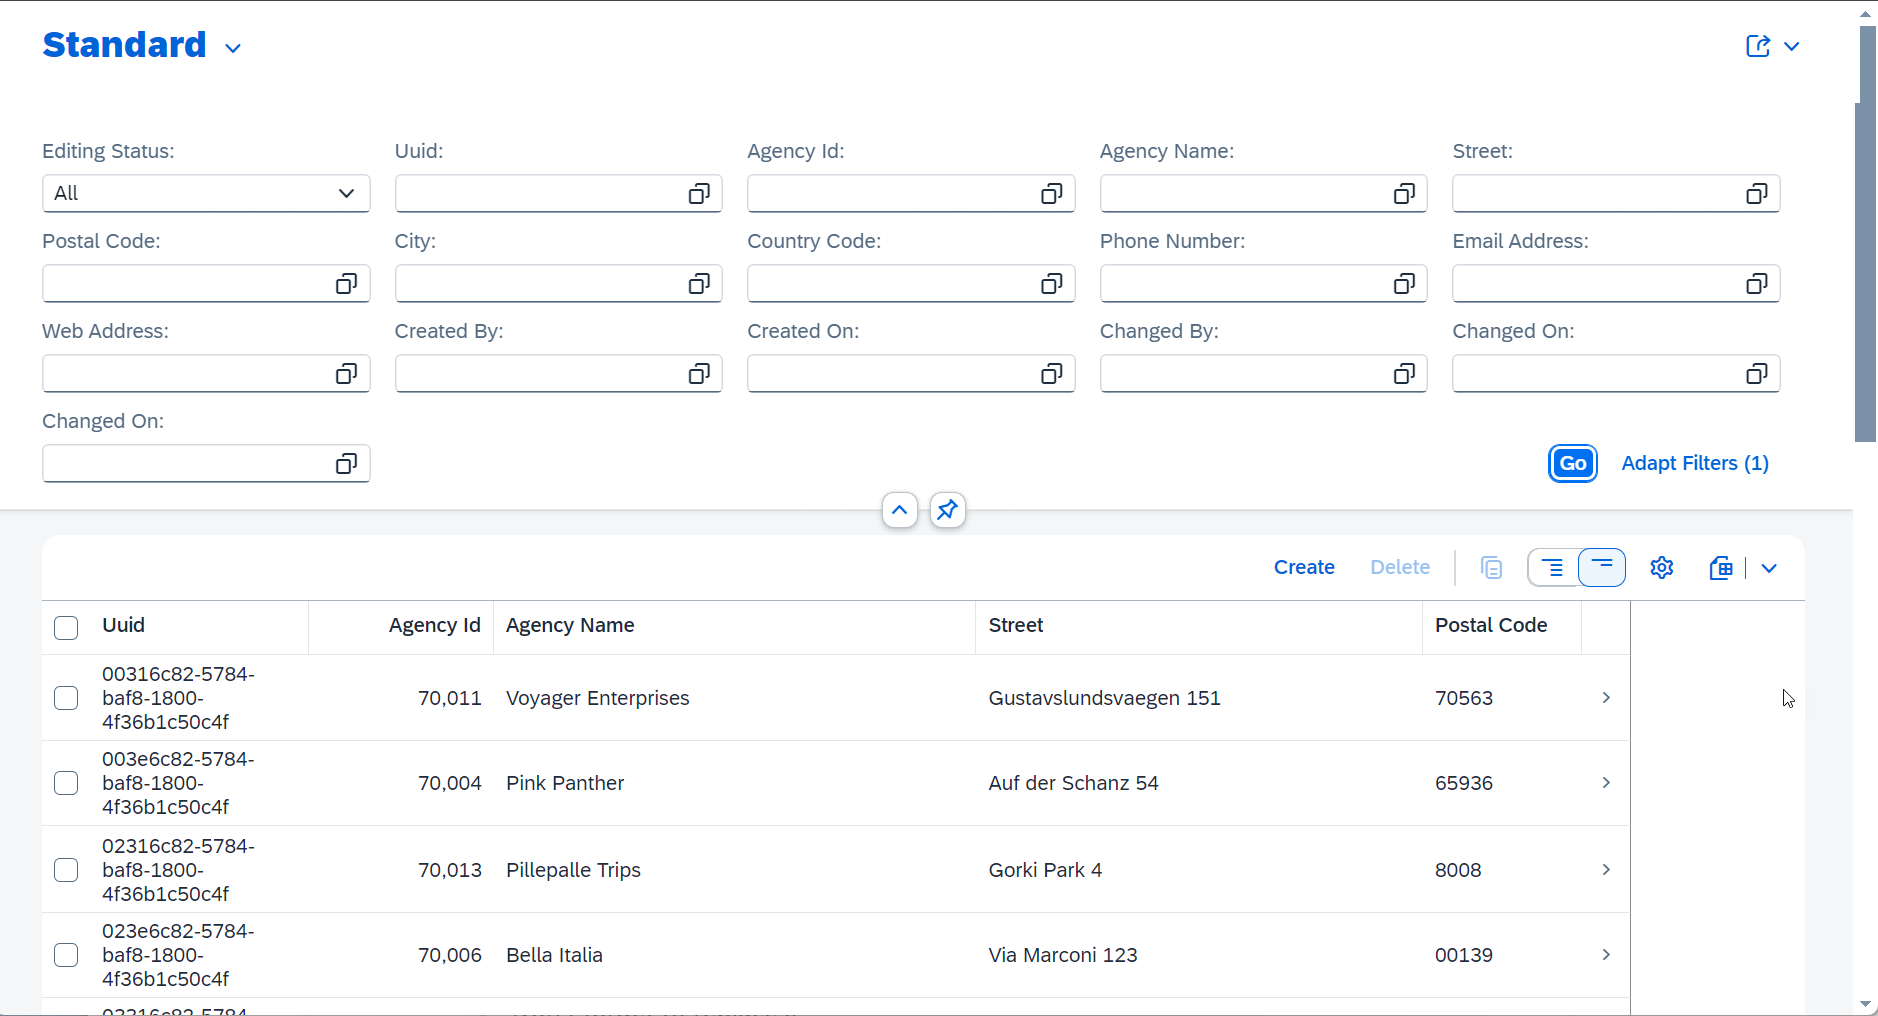 Standard
Editing Status: Uuid: Agency Id: Agency Name: Street:
All
Postal Code: City: Country Code: Phone Number: Email Address:
Web Address: Created By: Created On: Changed By: Changed On:
Changed On:
Go Adapt Filters (1)
Create Delete
Uuid Agency Id Agency Name Street Postal Code
00316c82-5784-
baf8-1800-
4f36b1c50c4f
70,011 Voyager Enterprises Gustavslundsvaegen 151 70563
003e6c82-5784-
baf8-1800-
4f36b1c50c4f
70,004 Pink Panther Auf der Schanz 54 65936
02316c82-5784-
baf8-1800-
4f36b1c50c4f
70,013 Pillepalle Trips Gorki Park 4 8008
023e6c82-5784-
baf8-1800-
4f36b1c50c4f
70,006 Bella Italia Via Marconi 123 00139